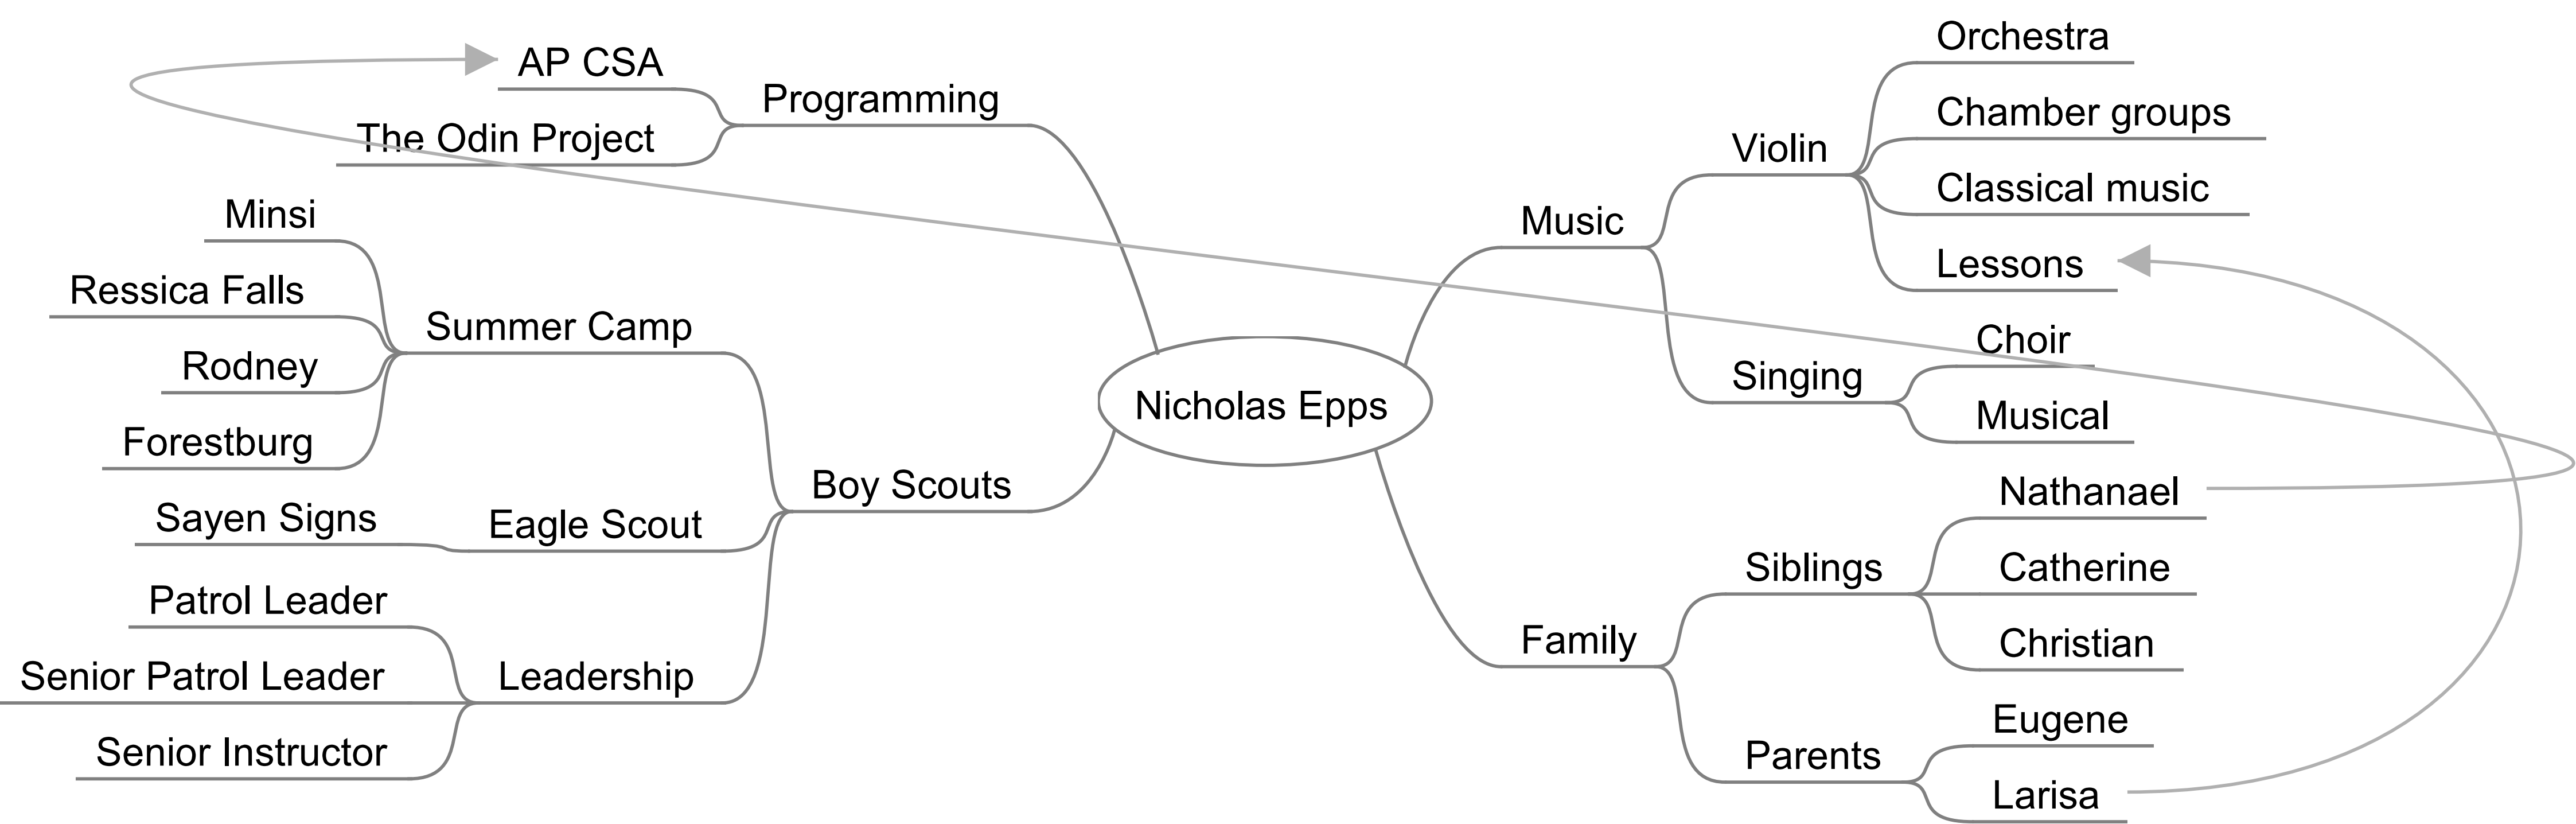 Nicholas Epps
Programming
AP CSA
The Odin Project
Boy Scouts
Summer Camp
Minsi
Ressica Falls
Rodney
Forestburg
Eagle Scout
Sayen Signs
Leadership
Patrol Leader
Senior Patrol Leader
Senior Instructor
Music
Violin
Orchestra
Chamber groups
Classical music
Lessons
Singing
Choir
Musical
Family
Siblings
Nathanael
Catherine
Christian
Parents
Eugene
Larisa